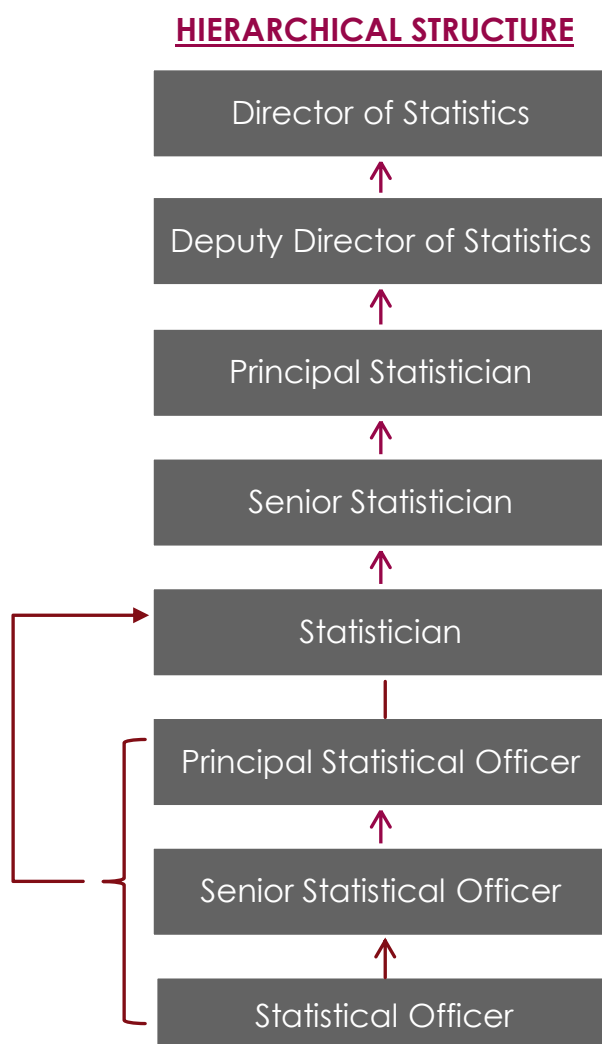 HIERARCHICAL STRUCTURE
Director of Statistics
Deputy Director of Statistics
Principal Statistician
Senior Statistician
Statistician
Principal Statistical Officer
Senior Statistical Officer
Statistical Officer